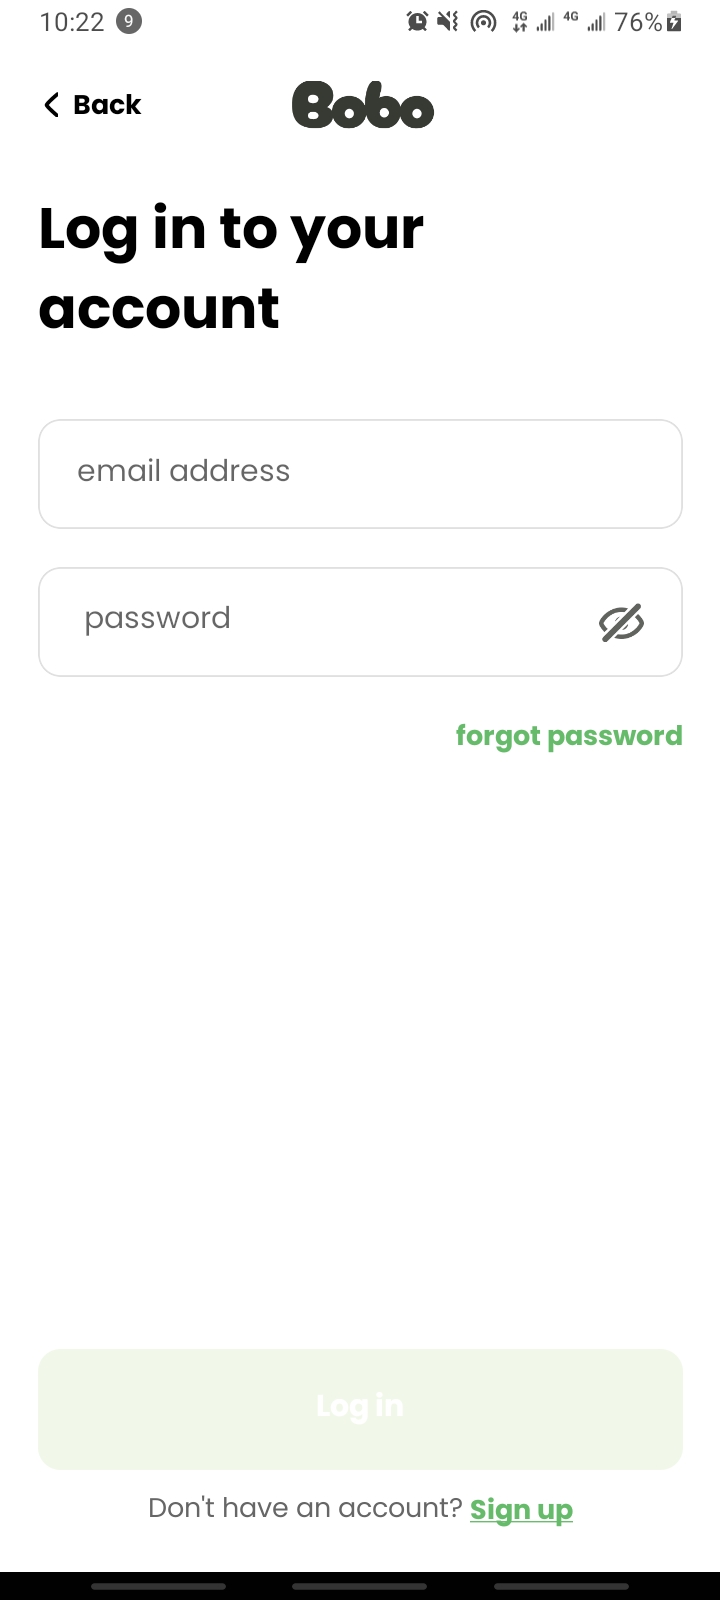 10:22 9 4G 4G 76%
Back Bobo
Log in to your
account
email address
password
forgot password
Log in
Don't have an account? Sign up